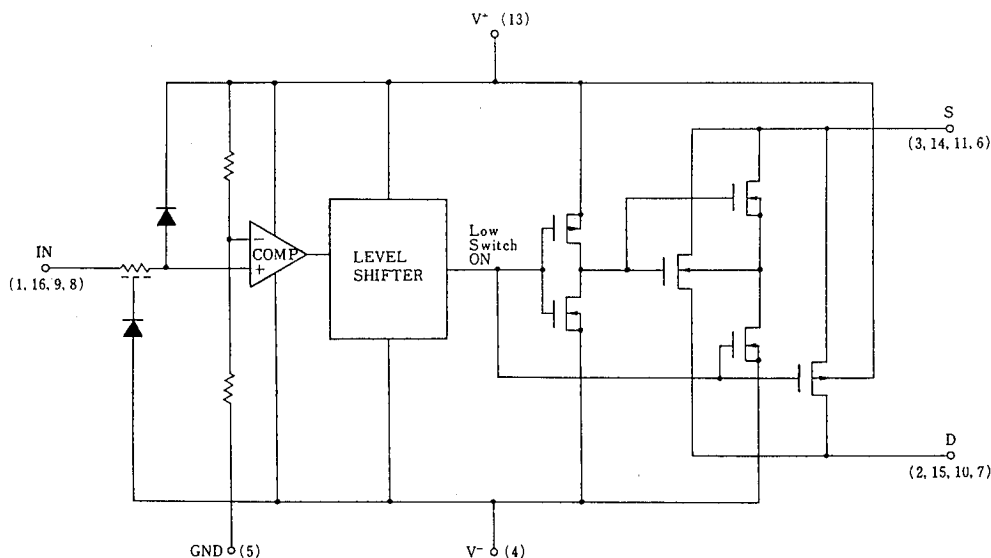 V⁺ (13)
S
(3, 14, 11, 6)
Low
Switch
ON
IN
(1, 16, 9, 8)
−
COMP
+
LEVEL
SHIFTER
D
(2, 15, 10, 7)
GND (5)
V⁻ (4)